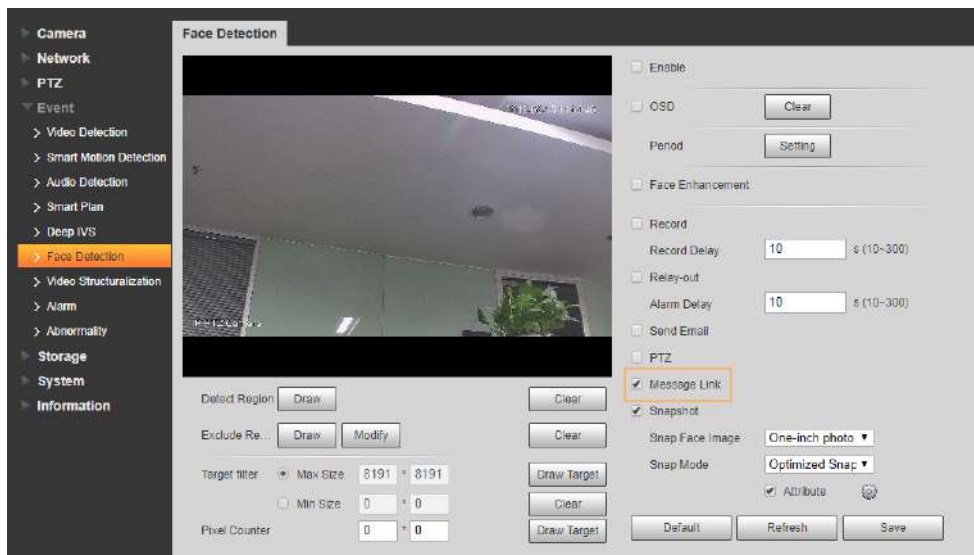 Camera
Network
PTZ
Event
Video Detection
Smart Motion Detection
Audio Detection
Smart Plan
Deep IVS
Face Detection
Video Structuralization
Alarm
Abnormality
Storage
System
Information
Face Detection
Detect Region Draw Clear
Exclude Re... Draw Modify Clear
Target filter Max Size 8191 * 8191 Draw Target
Min Size 0 * 0 Clear
Pixel Counter 0 * 0 Draw Target
Enable
OSD Clear
Period Setting
Face Enhancement
Record
Record Delay 10 s (10~300)
Relay-out
Alarm Delay 10 s (10~300)
Send Email
PTZ
Message Link
Snapshot
Snap Face Image One-inch photo
Snap Mode Optimized Snap
Attribute
Default Refresh Save